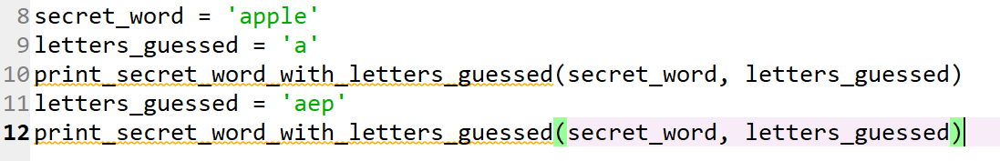 8 secret_word = 'apple'
9 letters_guessed = 'a'
10 print_secret_word_with_letters_guessed(secret_word, letters_guessed)
11 letters_guessed = 'aep'
12 print_secret_word_with_letters_guessed(secret_word, letters_guessed)